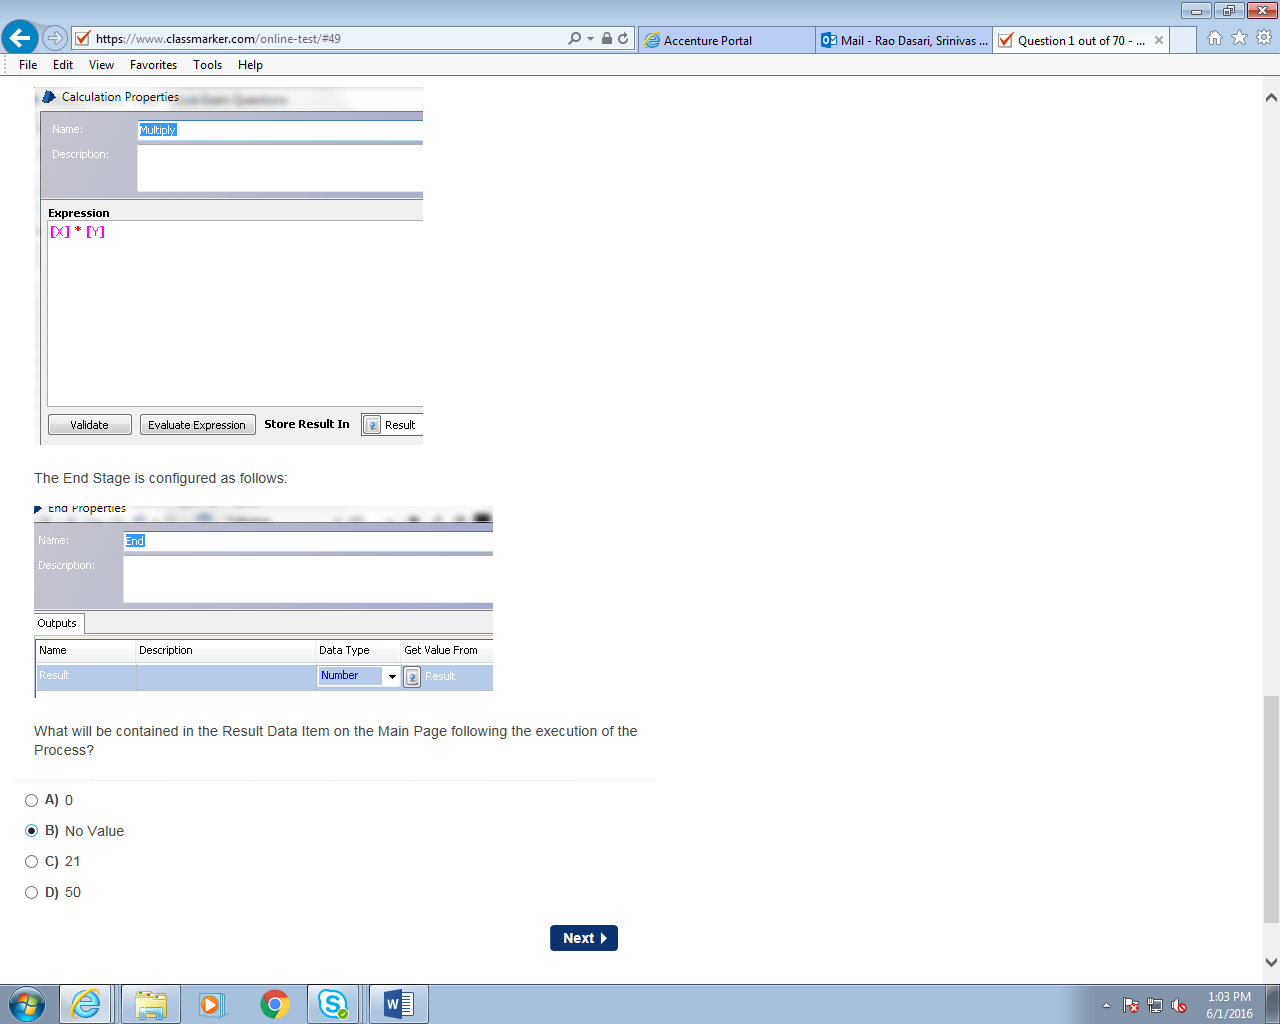 https://www.classmarker.com/online-test/#49
Accenture Portal
Mail - Rao Dasari, Srinivas ...
Question 1 out of 70 - ...
File Edit View Favorites Tools Help
Calculation Properties
Name: Multiply
Description:
Expression
[X] * [Y]
Validate Evaluate Expression Store Result In Result
The End Stage is configured as follows:
End Properties
Name: End
Description:
Outputs
Name Description Data Type Get Value From
Result Number Result
What will be contained in the Result Data Item on the Main Page following the execution of the
Process?
A) 0
B) No Value
C) 21
D) 50
Next
1:03 PM
6/1/2016